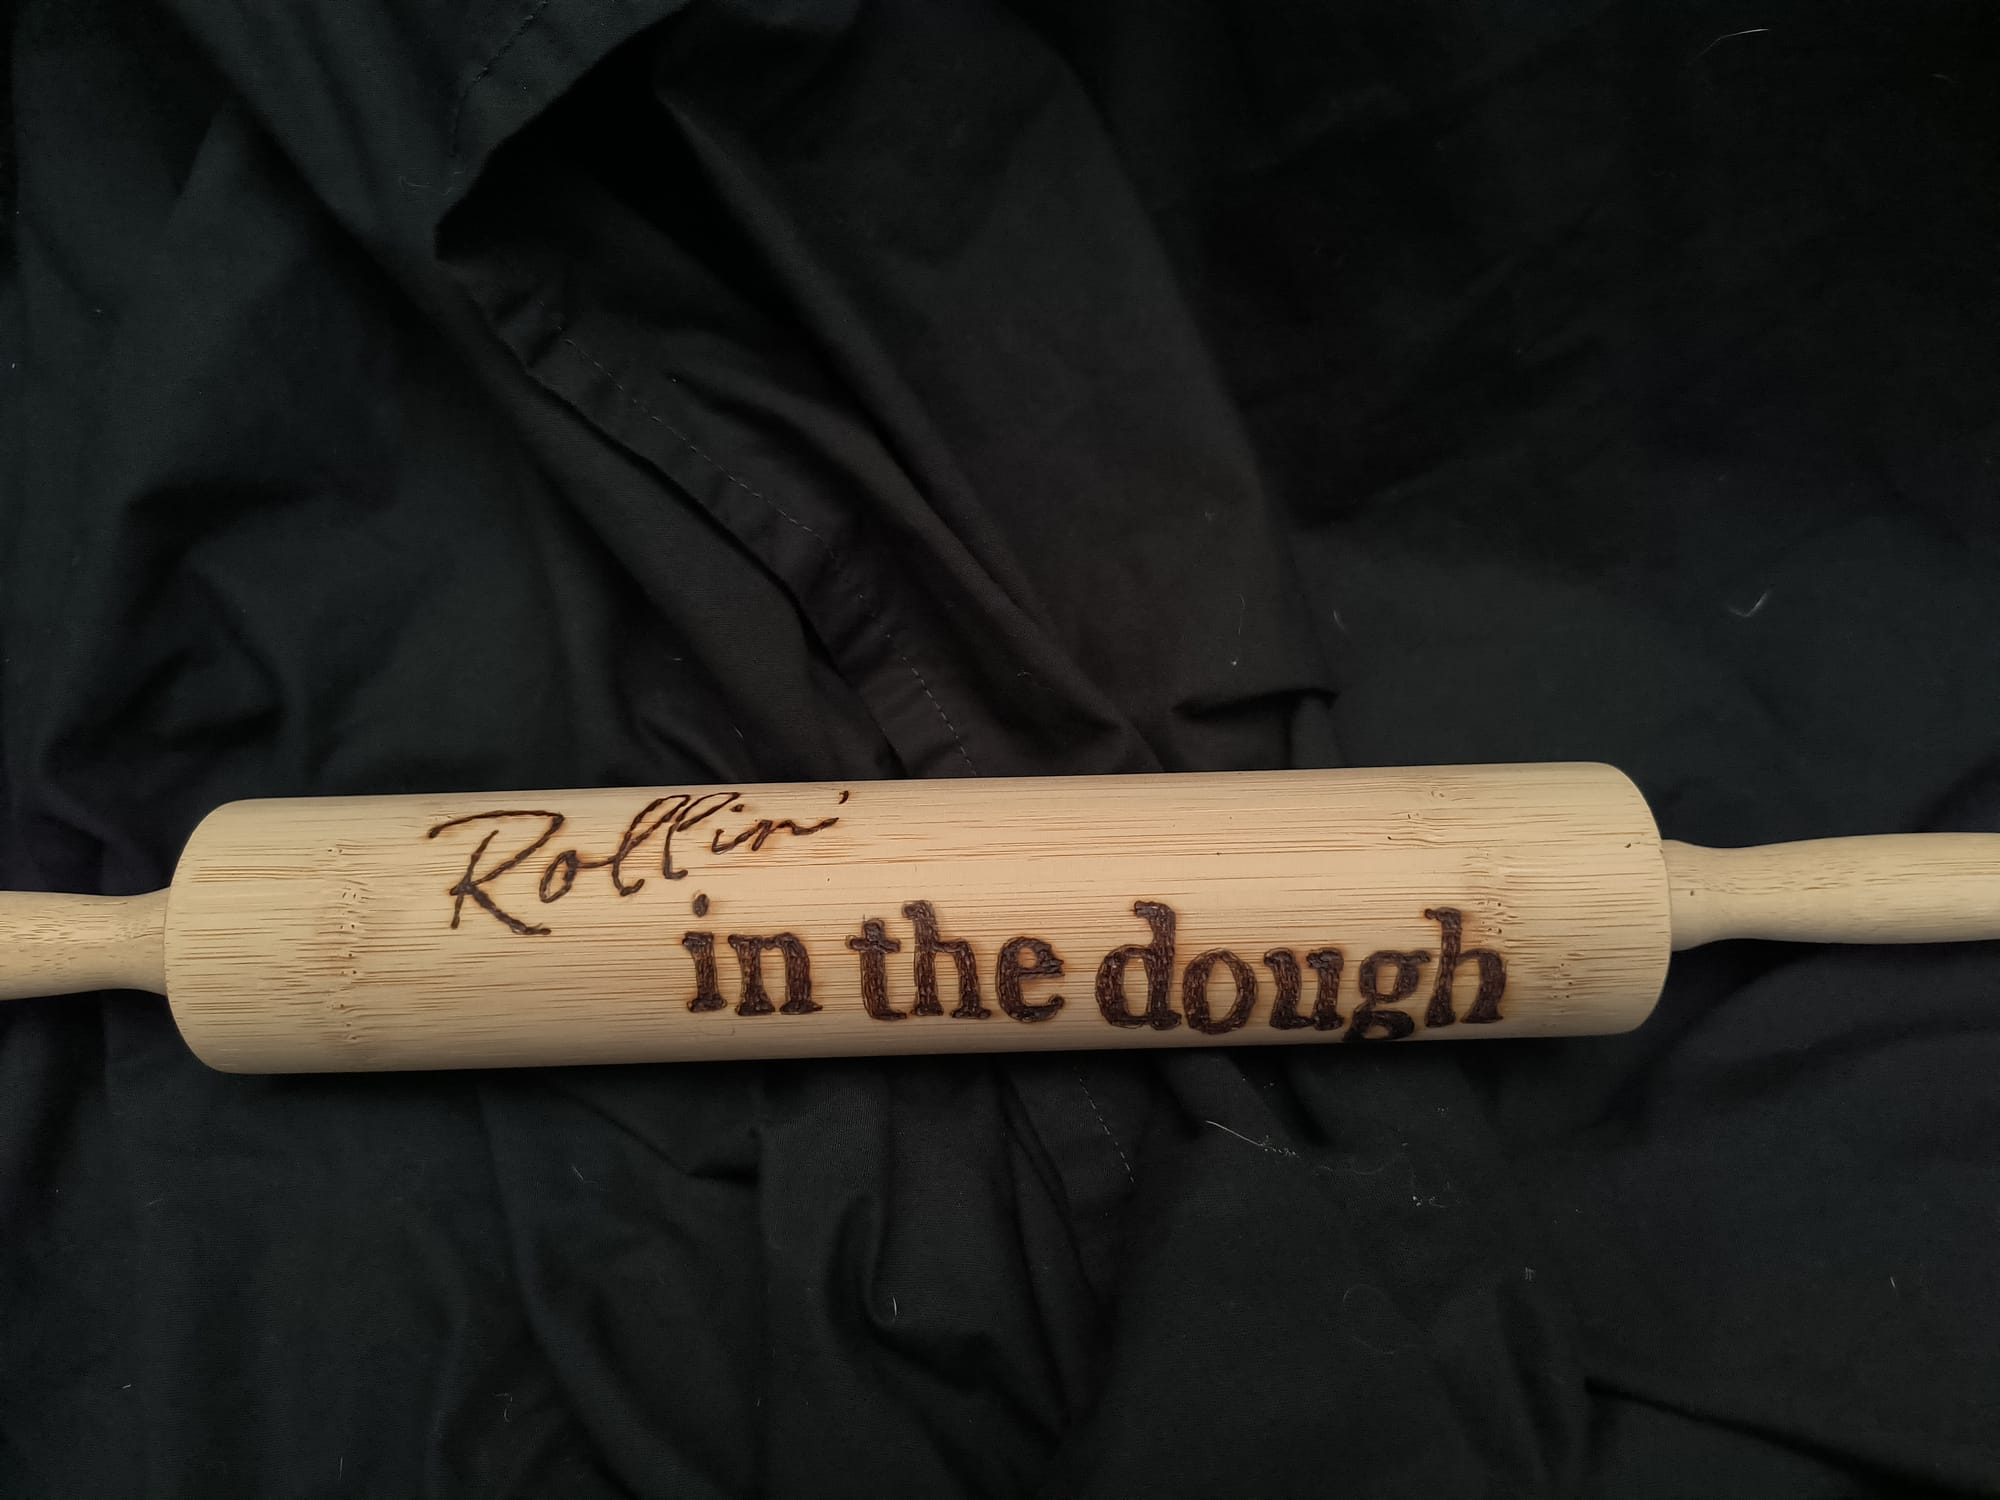 Rollin'
in the dough